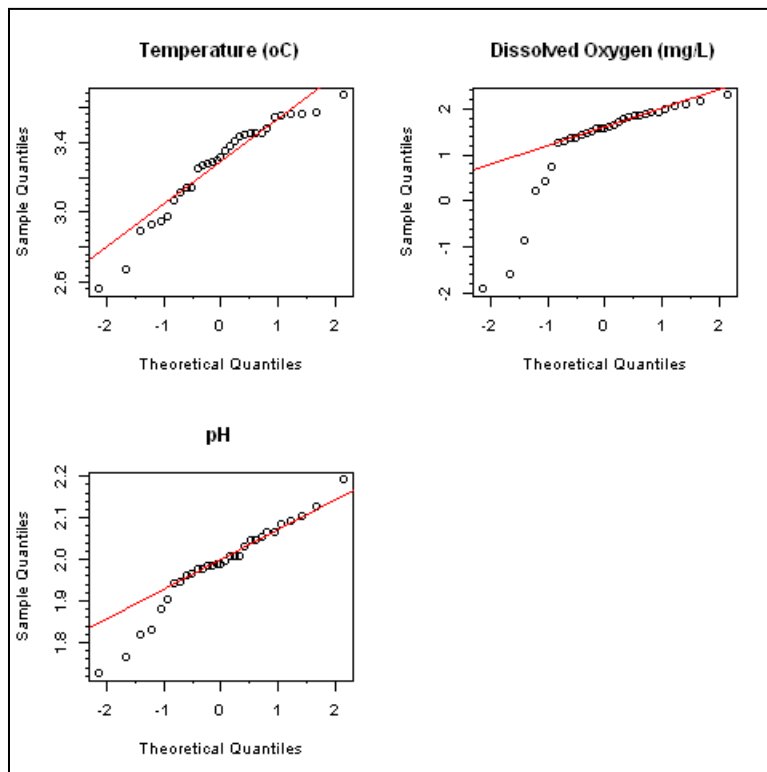 Temperature (oC)
Sample Quantiles
2.6 3.0 3.4
-2 -1 0 1 2
Theoretical Quantiles
Dissolved Oxygen (mg/L)
Sample Quantiles
-2 -1 0 1 2
-2 -1 0 1 2
Theoretical Quantiles
pH
Sample Quantiles
1.8 1.9 2.0 2.1 2.2
-2 -1 0 1 2
Theoretical Quantiles